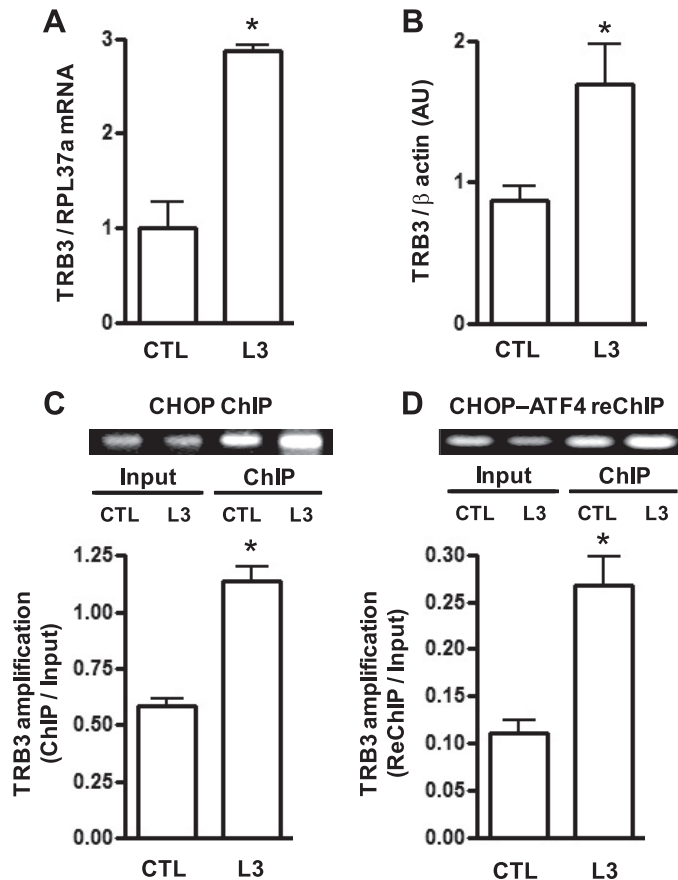 A
TRB3 / RPL37a mRNA
3
2
1
0
*
CTL L3
B
TRB3 / β actin (AU)
2
1
0
*
CTL L3
C
CHOP ChIP
Input ChIP
CTL L3 CTL L3
TRB3 amplification
(ChIP / Input)
1.25
1.00
0.75
0.50
0.25
0.00
*
CTL L3
D
CHOP–ATF4 reChIP
Input ChIP
CTL L3 CTL L3
TRB3 amplification
(ReChIP / Input)
0.30
0.25
0.20
0.15
0.10
0.05
0.00
*
CTL L3